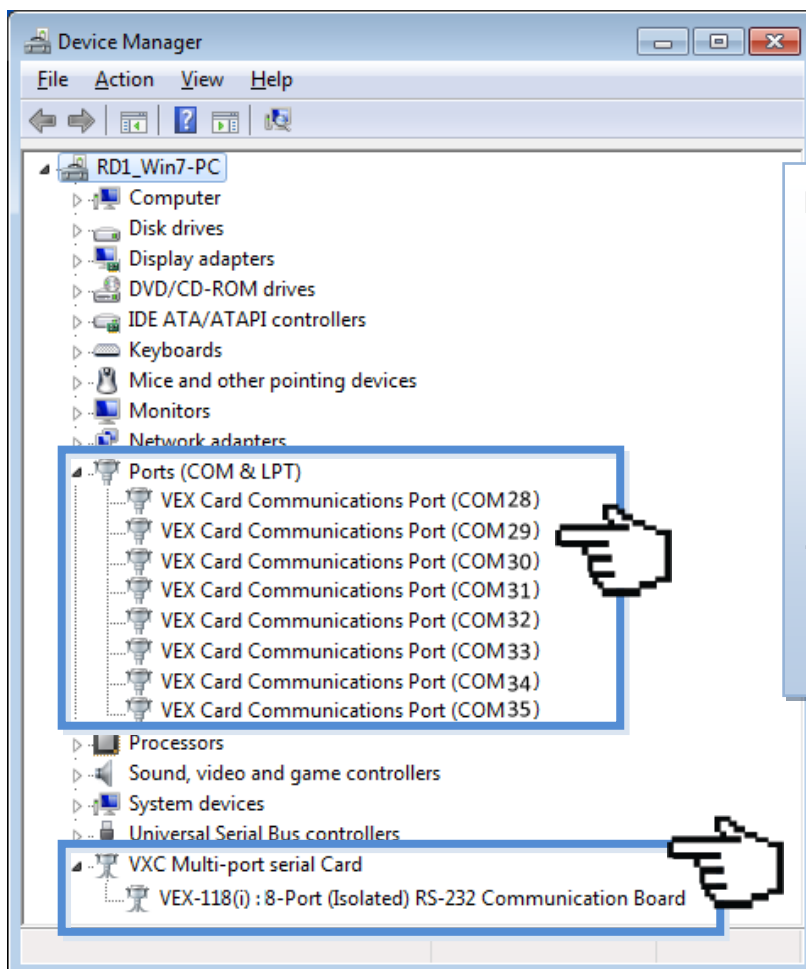 Device Manager
File Action View Help
RD1_Win7-PC
Computer
Disk drives
Display adapters
DVD/CD-ROM drives
IDE ATA/ATAPI controllers
Keyboards
Mice and other pointing devices
Monitors
Network adapters
Ports (COM & LPT)
VEX Card Communications Port (COM28)
VEX Card Communications Port (COM29)
VEX Card Communications Port (COM30)
VEX Card Communications Port (COM31)
VEX Card Communications Port (COM32)
VEX Card Communications Port (COM33)
VEX Card Communications Port (COM34)
VEX Card Communications Port (COM35)
Processors
Sound, video and game controllers
System devices
Universal Serial Bus controllers
VXC Multi-port serial Card
VEX-118(i) : 8-Port (Isolated) RS-232 Communication Board